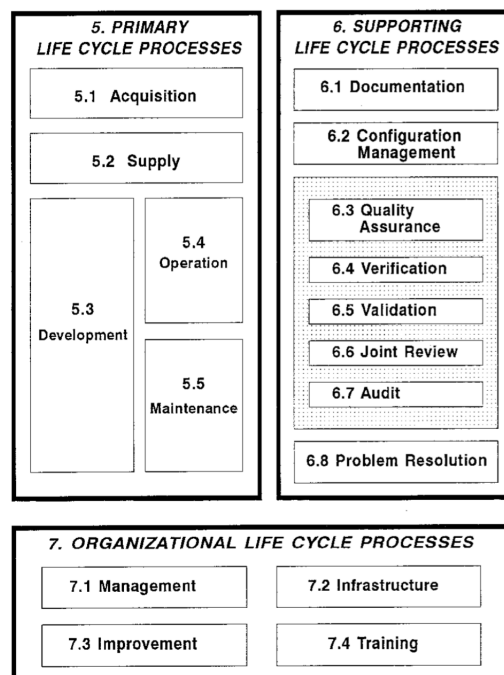 5. PRIMARY
LIFE CYCLE PROCESSES
5.1 Acquisition
5.2 Supply
5.3
Development
5.4
Operation
5.5
Maintenance
6. SUPPORTING
LIFE CYCLE PROCESSES
6.1 Documentation
6.2 Configuration
Management
6.3 Quality
Assurance
6.4 Verification
6.5 Validation
6.6 Joint Review
6.7 Audit
6.8 Problem Resolution
7. ORGANIZATIONAL LIFE CYCLE PROCESSES
7.1 Management
7.2 Infrastructure
7.3 Improvement
7.4 Training